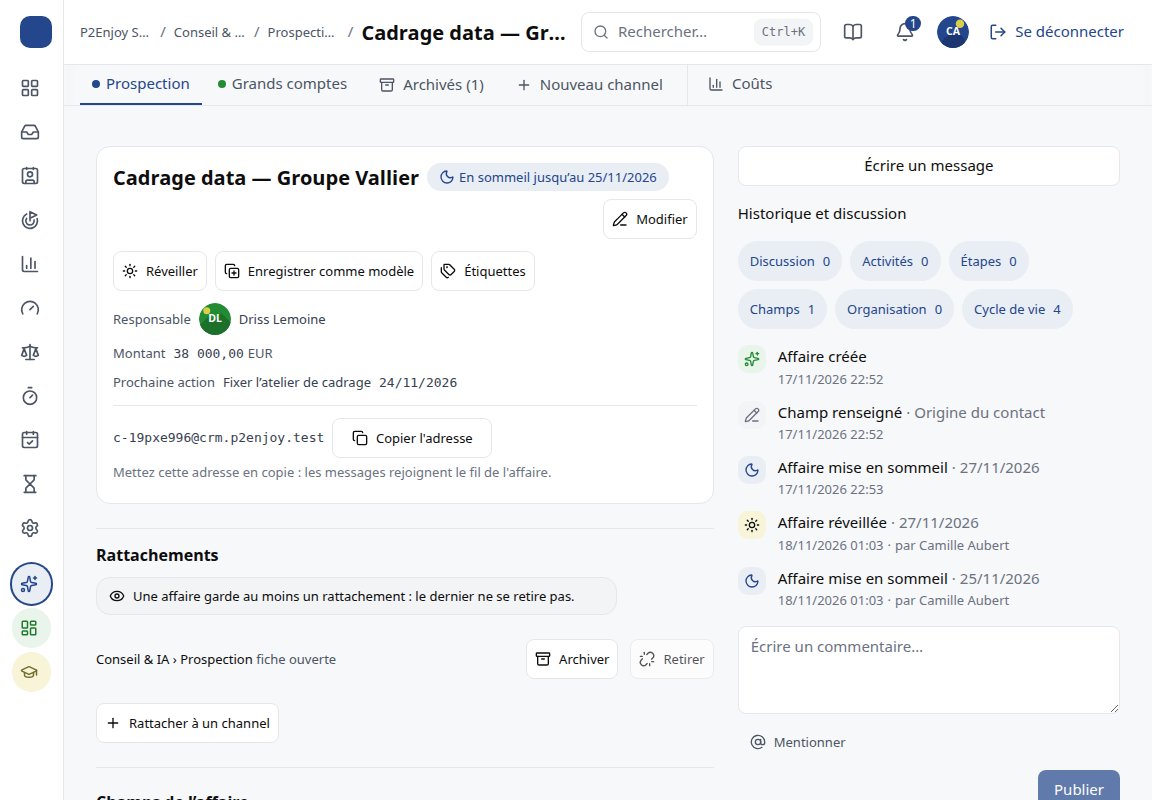 P2Enjoy S... / Conseil & ... / Prospecti... / Cadrage data — Gr...
Rechercher... Ctrl+K
1
CA
Se déconnecter
Prospection
Grands comptes
Archivés (1)
Nouveau channel
Coûts
Cadrage data — Groupe Vallier
En sommeil jusqu'au 25/11/2026
Modifier
Réveiller
Enregistrer comme modèle
Étiquettes
Responsable DL Driss Lemoine
Montant 38 000,00 EUR
Prochaine action Fixer l'atelier de cadrage 24/11/2026
c-19pxe996@crm.p2enjoy.test Copier l'adresse
Mettez cette adresse en copie : les messages rejoignent le fil de l'affaire.
Rattachements
Une affaire garde au moins un rattachement : le dernier ne se retire pas.
Conseil & IA › Prospection fiche ouverte
Archiver
Retirer
Rattacher à un channel
Champs de l'affaire
Écrire un message
Historique et discussion
Discussion 0
Activités 0
Étapes 0
Champs 1
Organisation 0
Cycle de vie 4
Affaire créée
17/11/2026 22:52
Champ renseigné · Origine du contact
17/11/2026 22:52
Affaire mise en sommeil · 27/11/2026
17/11/2026 22:53
Affaire réveillée · 27/11/2026
18/11/2026 01:03 · par Camille Aubert
Affaire mise en sommeil · 25/11/2026
18/11/2026 01:03 · par Camille Aubert
Écrire un commentaire...
Mentionner
Publier